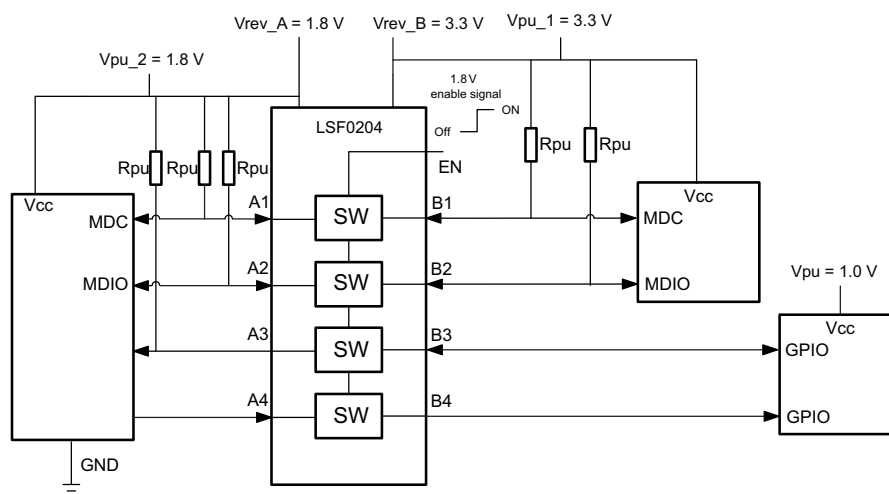 Vrev_A = 1.8 V
Vrev_B = 3.3 V
Vpu_1 = 3.3 V
Vpu_2 = 1.8 V
1.8 V
enable signal
ON
Off
LSF0204
EN
Rpu
Rpu
Rpu
Rpu
Rpu
Vcc
MDC
A1
SW
B1
Vcc
MDC
MDIO
A2
SW
B2
MDIO
Vpu = 1.0 V
Vcc
A3
SW
B3
GPIO
A4
SW
B4
GPIO
GND